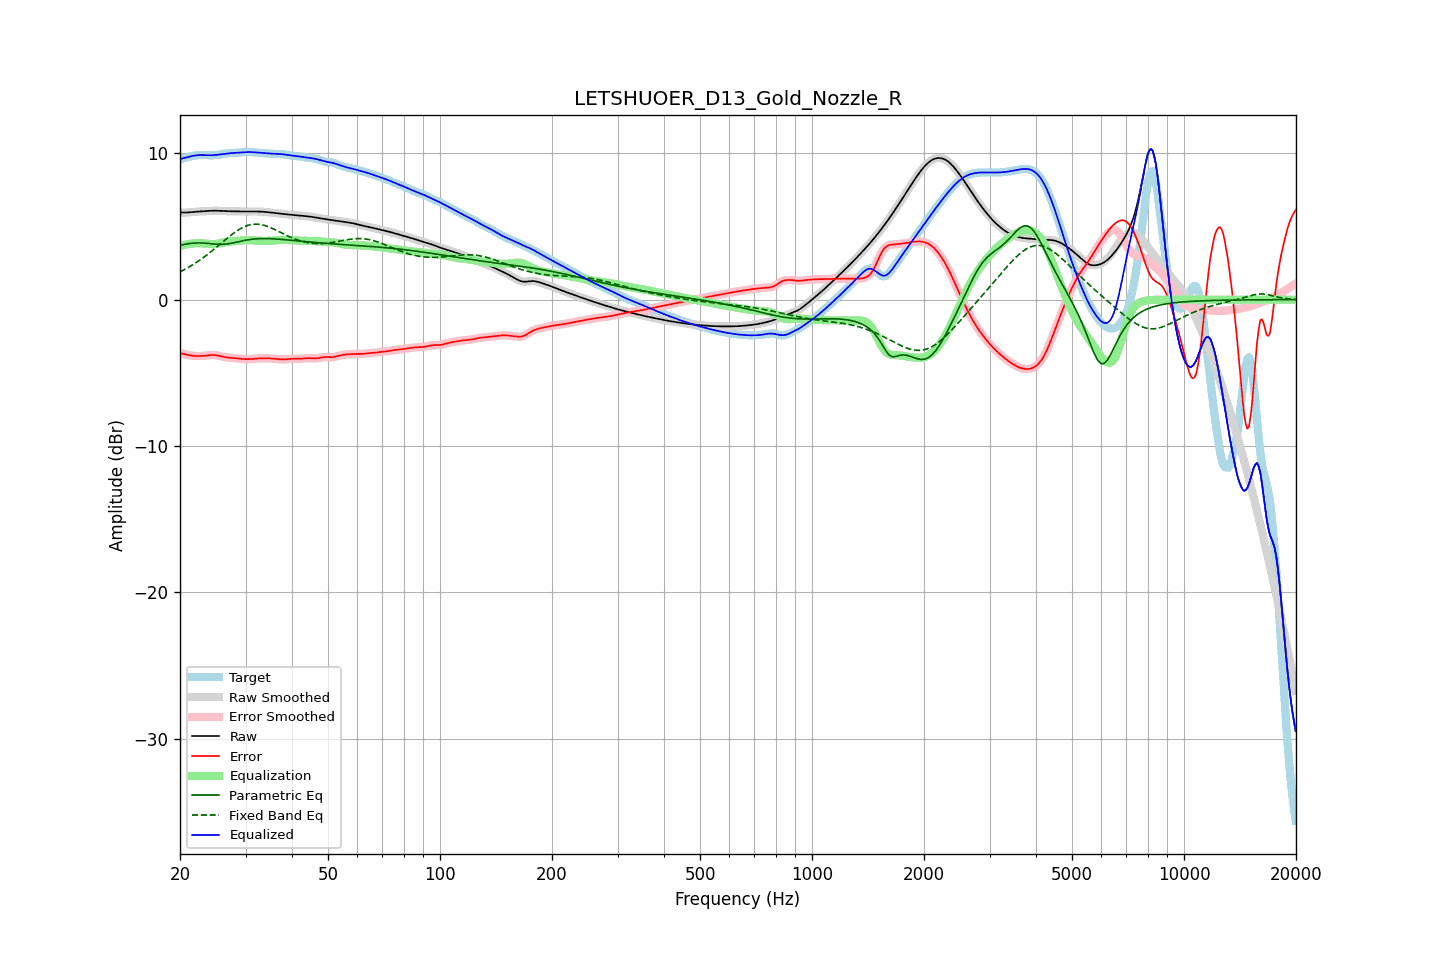 LETSHUOER_D13_Gold_Nozzle_R
Amplitude (dBr)
10
0
−10
−20
−30
Target
Raw Smoothed
Error Smoothed
Raw
Error
Equalization
Parametric Eq
Fixed Band Eq
Equalized
20 50 100 200 500 1000 2000 5000 10000 20000
Frequency (Hz)